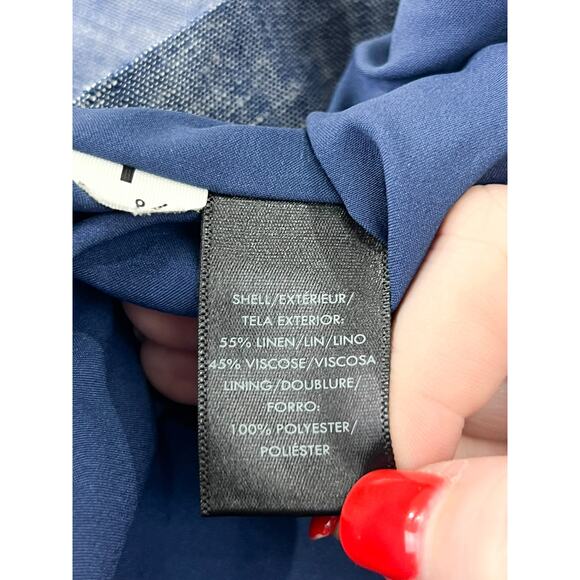 SHELL/EXTÉRIEUR/
TELA EXTERIOR:
55% LINEN/LIN/LINO
45% VISCOSE/VISCOSA
LINING/DOUBLURE/
FORRO:
100% POLYESTER/
POLIÉSTER